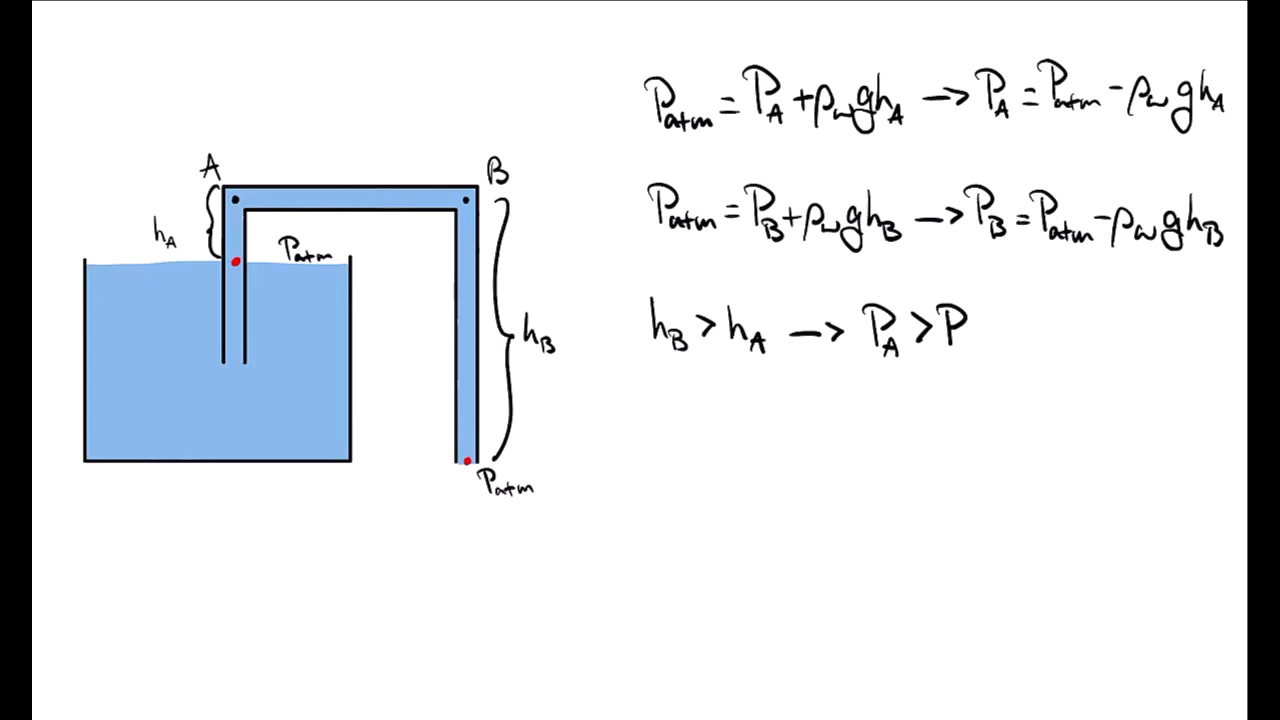 P_atm = P_A + ρ_w g h_A → P_A = P_atm - ρ_w g h_A
A
B
P_atm = P_B + ρ_w g h_B → P_B = P_atm - ρ_w g h_B
h_A
P_atm
h_B > h_A → P_A > P
h_B
P_atm